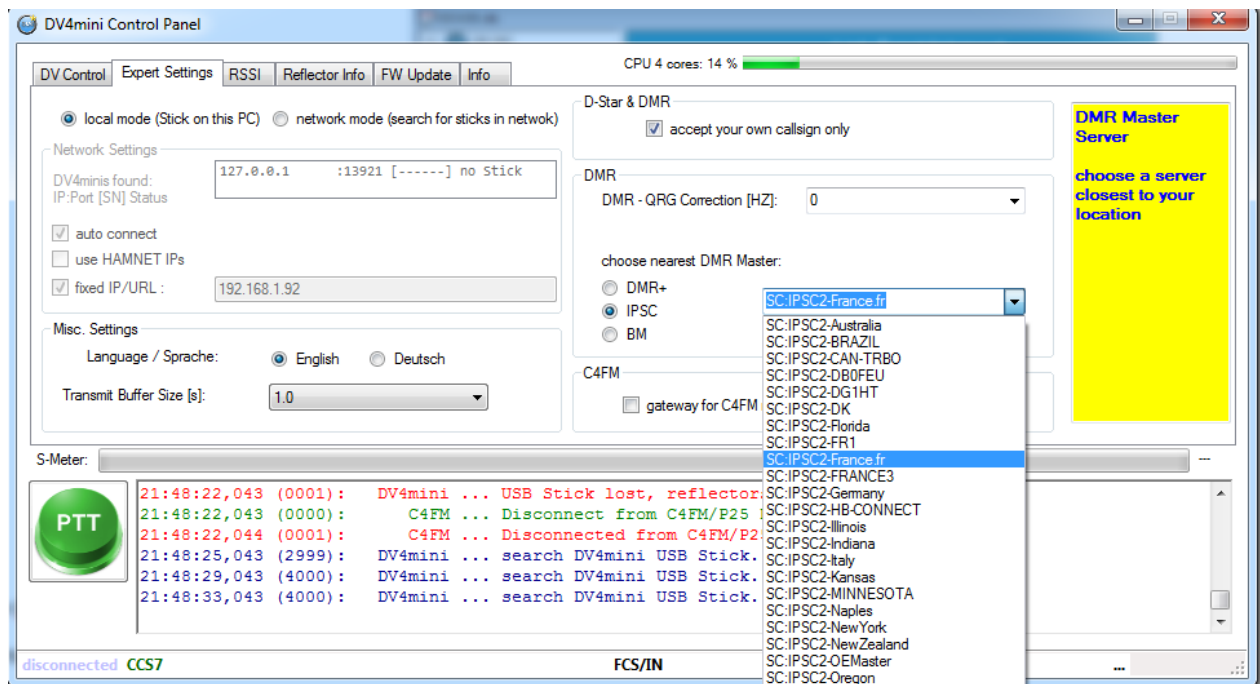 DV4mini Control Panel
DV Control Expert Settings RSSI Reflector Info FW Update Info
CPU 4 cores: 14 %
local mode (Stick on this PC) network mode (search for sticks in netwok)
Network Settings
DV4minis found:
IP:Port [SN] Status
127.0.0.1 :13921 [------] no Stick
auto connect
use HAMNET IPs
fixed IP/URL : 192.168.1.92
Misc. Settings
Language / Sprache: English Deutsch
Transmit Buffer Size [s]: 1.0
D-Star & DMR
accept your own callsign only
DMR
DMR - QRG Correction [HZ]: 0
choose nearest DMR Master:
DMR+
IPSC
BM
SC:IPSC2-France.fr
SC:IPSC2-Australia
SC:IPSC2-BRAZIL
SC:IPSC2-CAN-TRBO
SC:IPSC2-DB0FEU
SC:IPSC2-DG1HT
SC:IPSC2-DK
SC:IPSC2-Florida
SC:IPSC2-FR1
SC:IPSC2-France.fr
SC:IPSC2-FRANCE3
SC:IPSC2-Germany
SC:IPSC2-HB-CONNECT
SC:IPSC2-Illinois
SC:IPSC2-Indiana
SC:IPSC2-Italy
SC:IPSC2-Kansas
SC:IPSC2-MINNESOTA
SC:IPSC2-Naples
SC:IPSC2-NewYork
SC:IPSC2-NewZealand
SC:IPSC2-OEMaster
SC:IPSC2-Oregon
C4FM
gateway for C4FM
DMR Master
Server
choose a server
closest to your
location
S-Meter: ---
PTT
21:48:22,043 (0001): DV4mini ... USB Stick lost, reflector
21:48:22,043 (0000): C4FM ... Disconnect from C4FM/P25
21:48:22,044 (0001): C4FM ... Disconnected from C4FM/P2
21:48:25,043 (2999): DV4mini ... search DV4mini USB Stick.
21:48:29,043 (4000): DV4mini ... search DV4mini USB Stick.
21:48:33,043 (4000): DV4mini ... search DV4mini USB Stick.
disconnected CCS7 FCS/IN ...